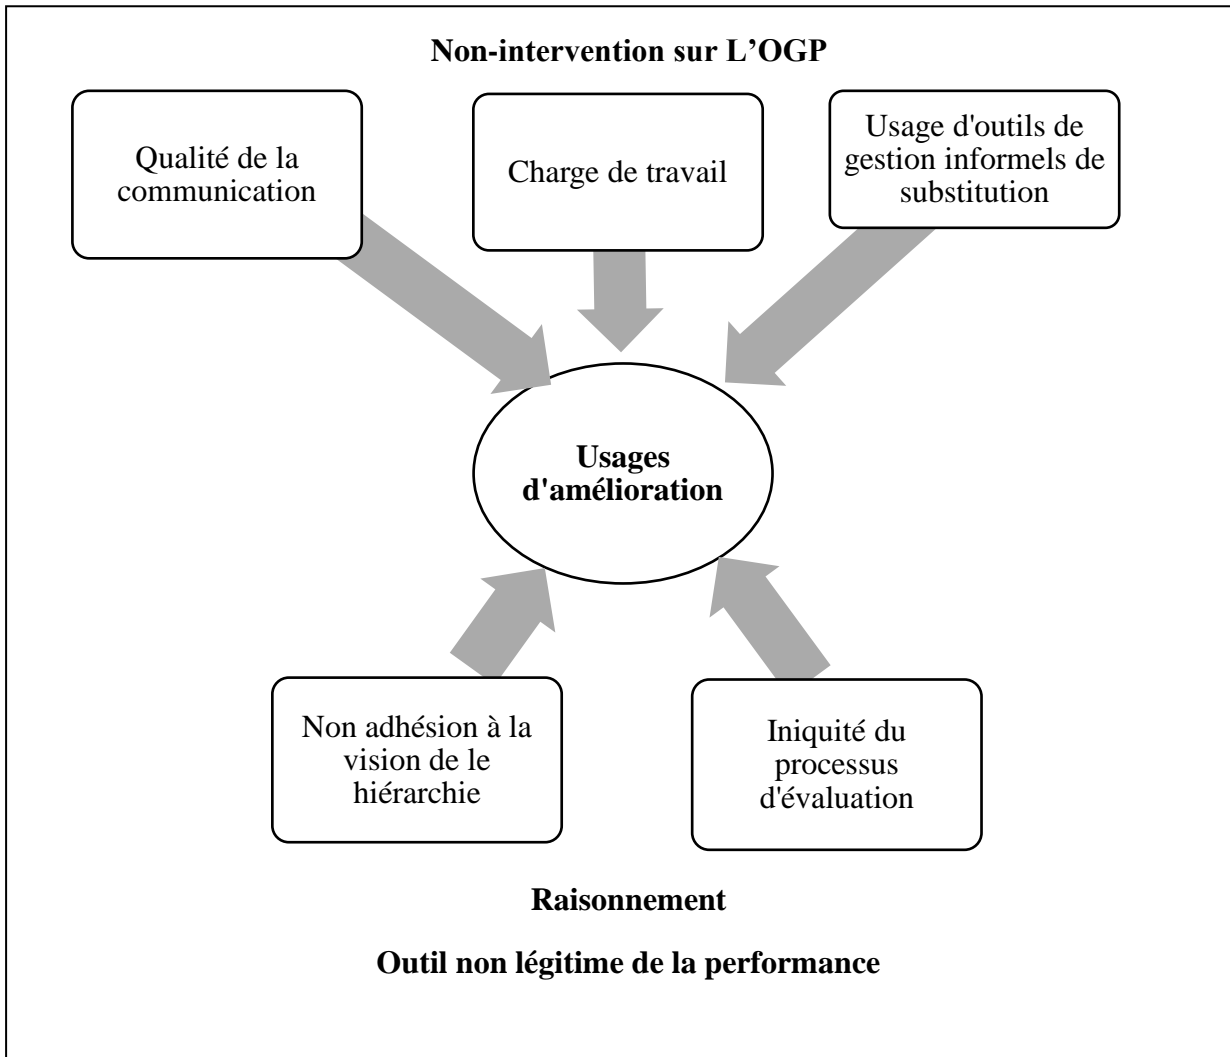 Non-intervention sur L'OGP
Qualité de la
communication
Charge de travail
Usage d'outils de
gestion informels de
substitution
Usages
d'amélioration
Non adhésion à la
vision de le
hiérarchie
Iniquité du
processus
d'évaluation
Raisonnement
Outil non légitime de la performance